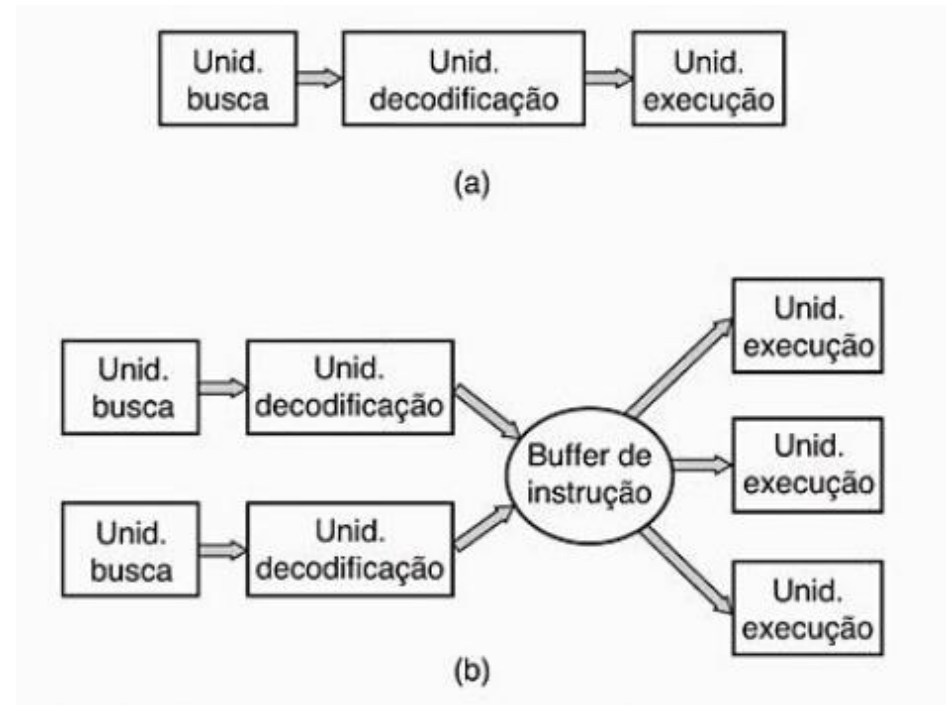 Unid.
busca
Unid.
decodificação
Unid.
execução
(a)
Unid.
busca
Unid.
decodificação
Unid.
busca
Unid.
decodificação
Buffer de
instrução
Unid.
execução
Unid.
execução
Unid.
execução
(b)